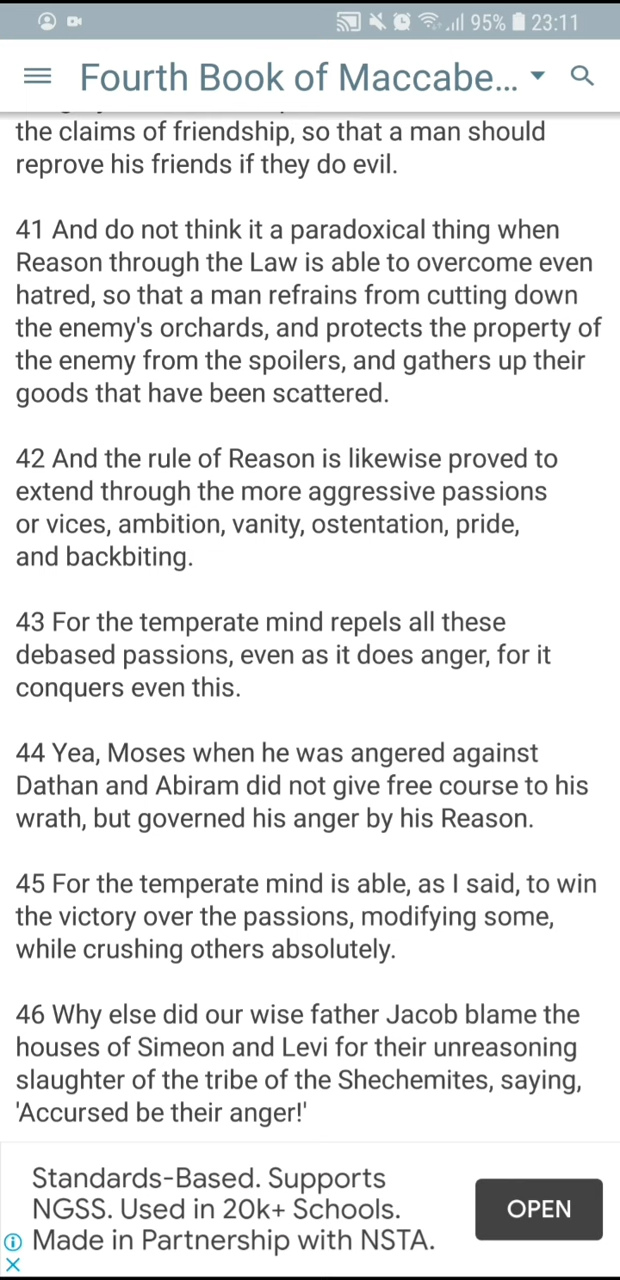 95% 23:11
Fourth Book of Maccabe...
the claims of friendship, so that a man should
reprove his friends if they do evil.
41 And do not think it a paradoxical thing when
Reason through the Law is able to overcome even
hatred, so that a man refrains from cutting down
the enemy's orchards, and protects the property of
the enemy from the spoilers, and gathers up their
goods that have been scattered.
42 And the rule of Reason is likewise proved to
extend through the more aggressive passions
or vices, ambition, vanity, ostentation, pride,
and backbiting.
43 For the temperate mind repels all these
debased passions, even as it does anger, for it
conquers even this.
44 Yea, Moses when he was angered against
Dathan and Abiram did not give free course to his
wrath, but governed his anger by his Reason.
45 For the temperate mind is able, as I said, to win
the victory over the passions, modifying some,
while crushing others absolutely.
46 Why else did our wise father Jacob blame the
houses of Simeon and Levi for their unreasoning
slaughter of the tribe of the Shechemites, saying,
'Accursed be their anger!'
Standards-Based. Supports
NGSS. Used in 20k+ Schools.
Made in Partnership with NSTA.
OPEN